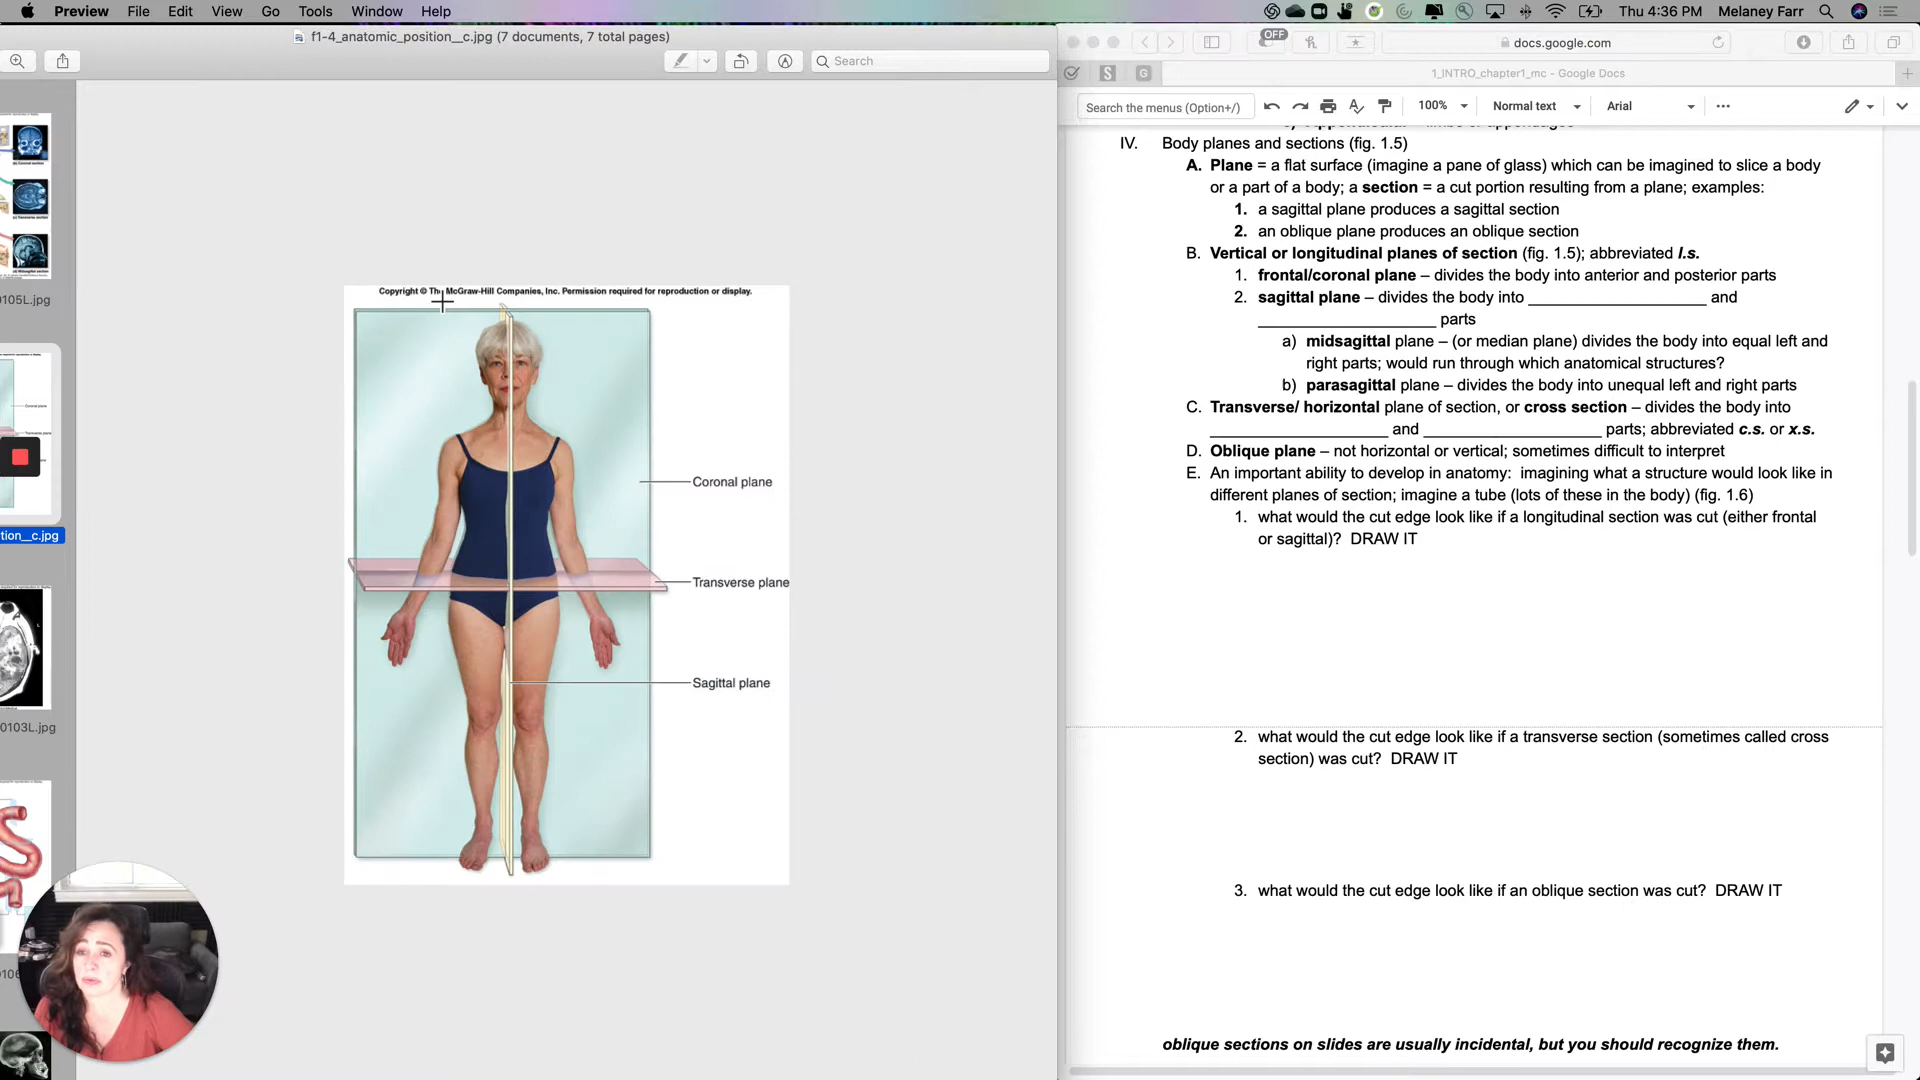 Preview File Edit View Go Tools Window Help Thu 4:36 PM Melaney Farr
f1-4_anatomic_position__c.jpg (7 documents, 7 total pages)
Search
OFF
docs.google.com
1_INTRO_chapter1_mc - Google Docs
Search the menus (Option+/) 100% Normal text Arial
0105L.jpg
tion__c.jpg
0103L.jpg
Copyright © The McGraw-Hill Companies, Inc. Permission required for reproduction or display.
Coronal plane
Transverse plane
Sagittal plane
IV. Body planes and sections (fig. 1.5)
A. Plane = a flat surface (imagine a pane of glass) which can be imagined to slice a body
or a part of a body; a section = a cut portion resulting from a plane; examples:
1. a sagittal plane produces a sagittal section
2. an oblique plane produces an oblique section
B. Vertical or longitudinal planes of section (fig. 1.5); abbreviated l.s.
1. frontal/coronal plane – divides the body into anterior and posterior parts
2. sagittal plane – divides the body into ______________________ and
______________________ parts
a) midsagittal plane – (or median plane) divides the body into equal left and
right parts; would run through which anatomical structures?
b) parasagittal plane – divides the body into unequal left and right parts
C. Transverse/ horizontal plane of section, or cross section – divides the body into
______________________ and ______________________ parts; abbreviated c.s. or x.s.
D. Oblique plane – not horizontal or vertical; sometimes difficult to interpret
E. An important ability to develop in anatomy: imagining what a structure would look like in
different planes of section; imagine a tube (lots of these in the body) (fig. 1.6)
1. what would the cut edge look like if a longitudinal section was cut (either frontal
or sagittal)? DRAW IT
2. what would the cut edge look like if a transverse section (sometimes called cross
section) was cut? DRAW IT
3. what would the cut edge look like if an oblique section was cut? DRAW IT
oblique sections on slides are usually incidental, but you should recognize them.